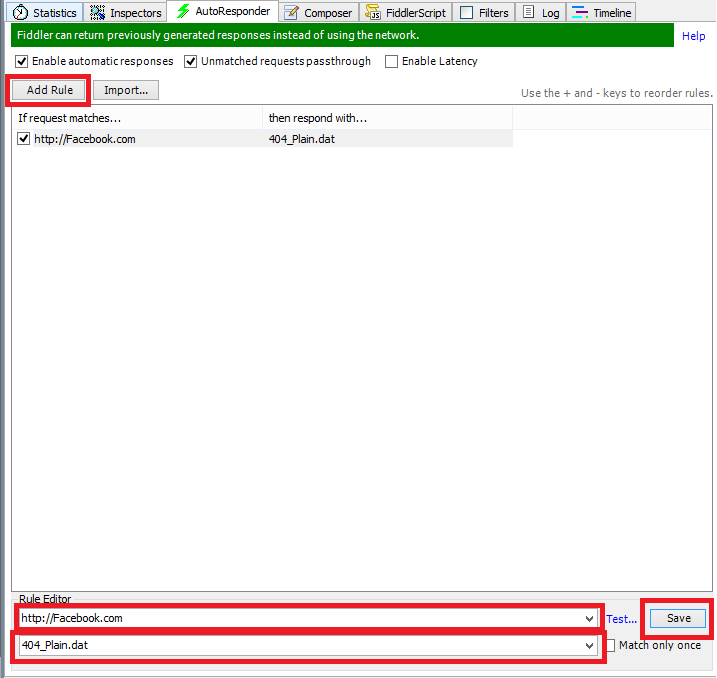 Statistics Inspectors AutoResponder Composer FiddlerScript Filters Log Timeline
Fiddler can return previously generated responses instead of using the network. Help
Enable automatic responses Unmatched requests passthrough Enable Latency
Add Rule Import... Use the + and - keys to reorder rules.
If request matches... then respond with...
http://Facebook.com 404_Plain.dat
Rule Editor
http://Facebook.com Test... Save
404_Plain.dat Match only once